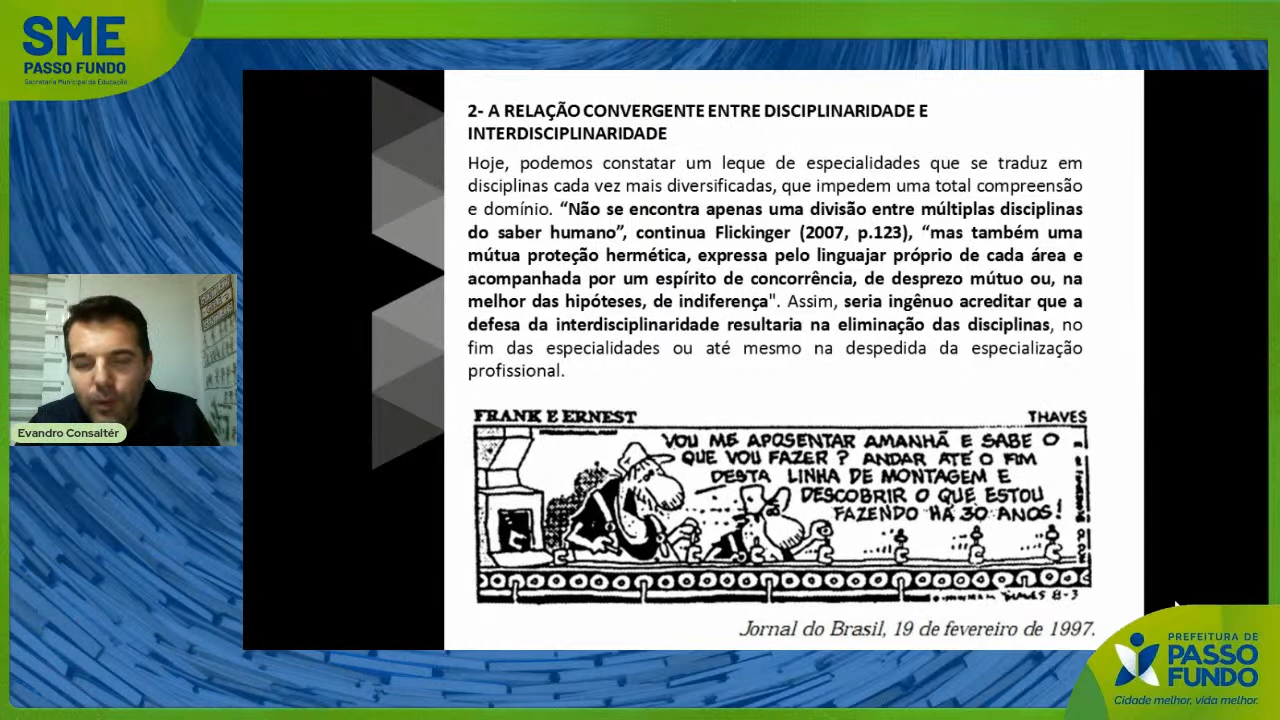 SME
PASSO FUNDO
Secretaria Municipal de Educação
2- A RELAÇÃO CONVERGENTE ENTRE DISCIPLINARIDADE E
INTERDISCIPLINARIDADE
Hoje, podemos constatar um leque de especialidades que se traduz em
disciplinas cada vez mais diversificadas, que impedem uma total compreensão
e domínio. “Não se encontra apenas uma divisão entre múltiplas disciplinas
do saber humano”, continua Flickinger (2007, p.123), “mas também uma
mútua proteção hermética, expressa pelo linguajar próprio de cada área e
acompanhada por um espírito de concorrência, de desprezo mútuo ou, na
melhor das hipóteses, de indiferença". Assim, seria ingênuo acreditar que a
defesa da interdisciplinaridade resultaria na eliminação das disciplinas, no
fim das especialidades ou até mesmo na despedida da especialização
profissional.
FRANK E ERNEST
THAVES
VOU ME APOSENTAR AMANHÃ E SABE O
QUE VOU FAZER? ANDAR ATÉ O FIM
DESTA LINHA DE MONTAGEM E
DESCOBRIR O QUE ESTOU
FAZENDO HÁ 30 ANOS!
Jornal do Brasil, 19 de fevereiro de 1997.
Evandro Consaltér
PREFEITURA DE
PASSO
FUNDO
Cidade melhor, vida melhor.